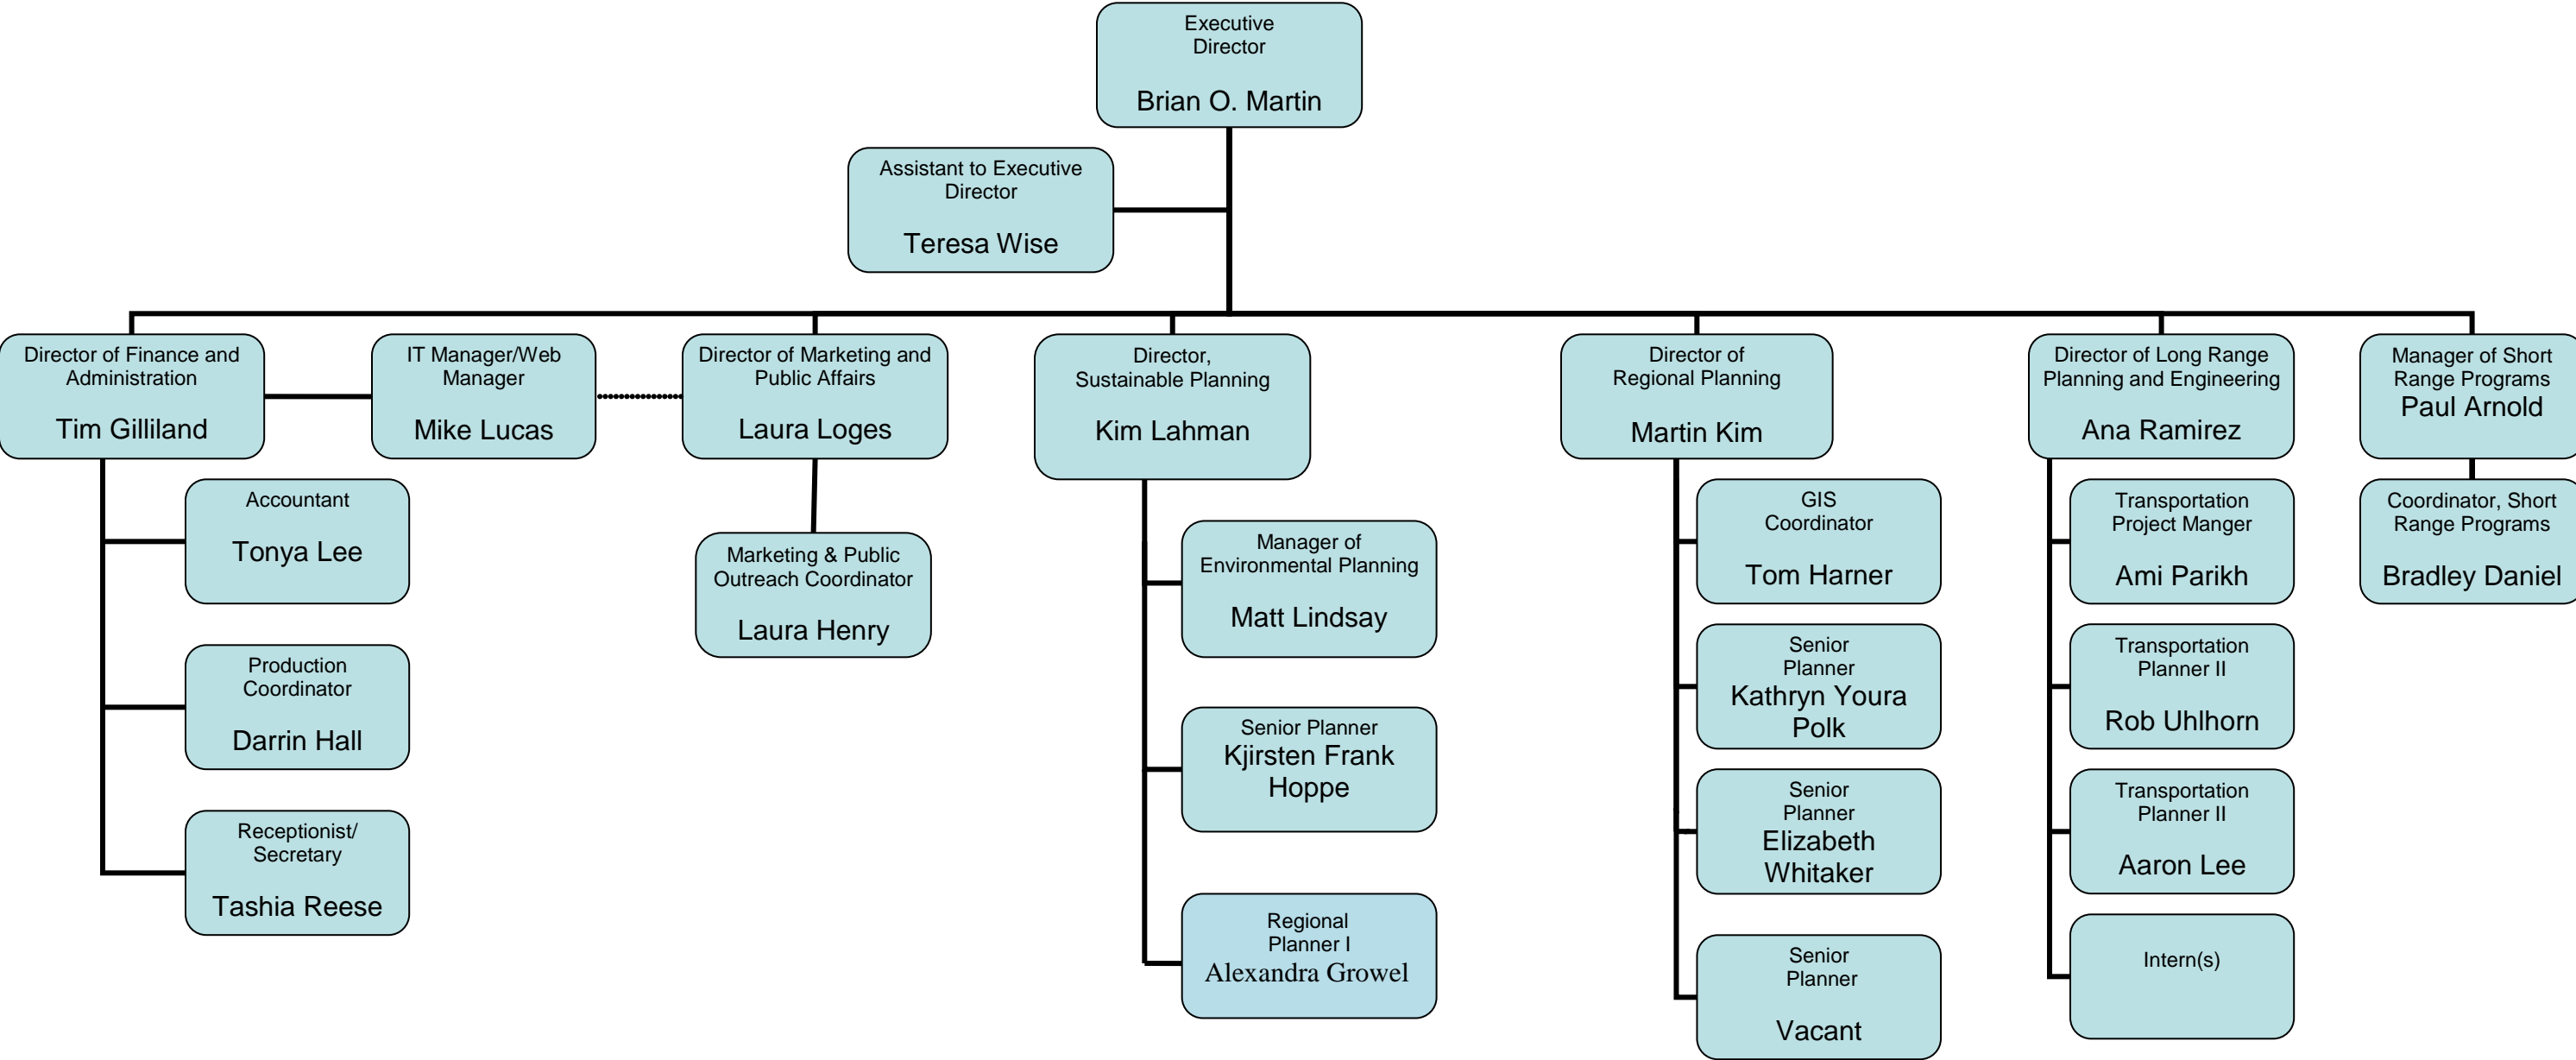 Executive
Director
Brian O. Martin
Assistant to Executive
Director
Teresa Wise
Director of Finance and
Administration
Tim Gilliland
IT Manager/Web
Manager
Mike Lucas
Director of Marketing and
Public Affairs
Laura Loges
Director,
Sustainable Planning
Kim Lahman
Director of
Regional Planning
Martin Kim
Director of Long Range
Planning and Engineering
Ana Ramirez
Manager of Short
Range Programs
Paul Arnold
Accountant
Tonya Lee
Production
Coordinator
Darrin Hall
Receptionist/
Secretary
Tashia Reese
Marketing & Public
Outreach Coordinator
Laura Henry
Manager of
Environmental Planning
Matt Lindsay
Senior Planner
Kjirsten Frank
Hoppe
Regional
Planner I
Alexandra Growel
GIS
Coordinator
Tom Harner
Senior
Planner
Kathryn Youra
Polk
Senior
Planner
Elizabeth
Whitaker
Senior
Planner
Vacant
Transportation
Project Manger
Ami Parikh
Transportation
Planner II
Rob Uhlhorn
Transportation
Planner II
Aaron Lee
Intern(s)
Coordinator, Short
Range Programs
Bradley Daniel